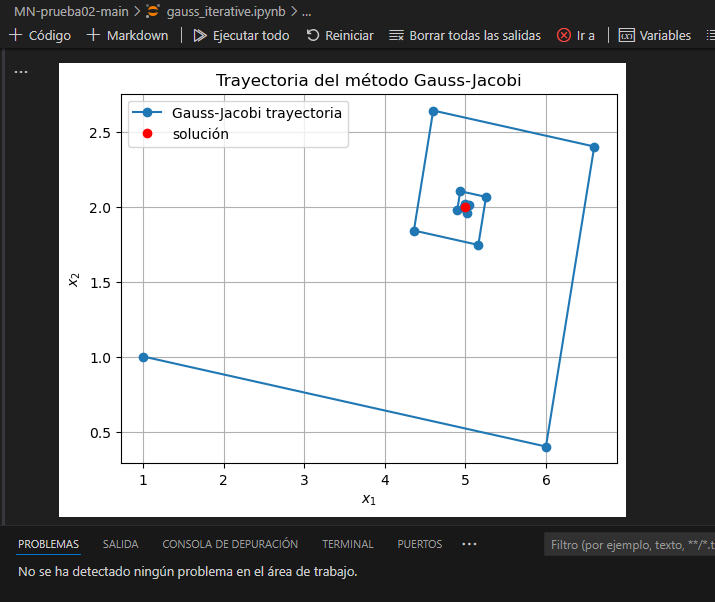 MN-prueba02-main > gauss_iterative.ipynb > ...
+ Código + Markdown | Ejecutar todo Reiniciar Borrar todas las salidas Ir a | Variables
...
Trayectoria del método Gauss-Jacobi
Gauss-Jacobi trayectoria
solución
2.5
2.0
1.5
1.0
0.5
x₂
1 2 3 4 5 6
x₁
PROBLEMAS SALIDA CONSOLA DE DEPURACIÓN TERMINAL PUERTOS ... Filtro (por ejemplo, texto, **/*.t
No se ha detectado ningún problema en el área de trabajo.